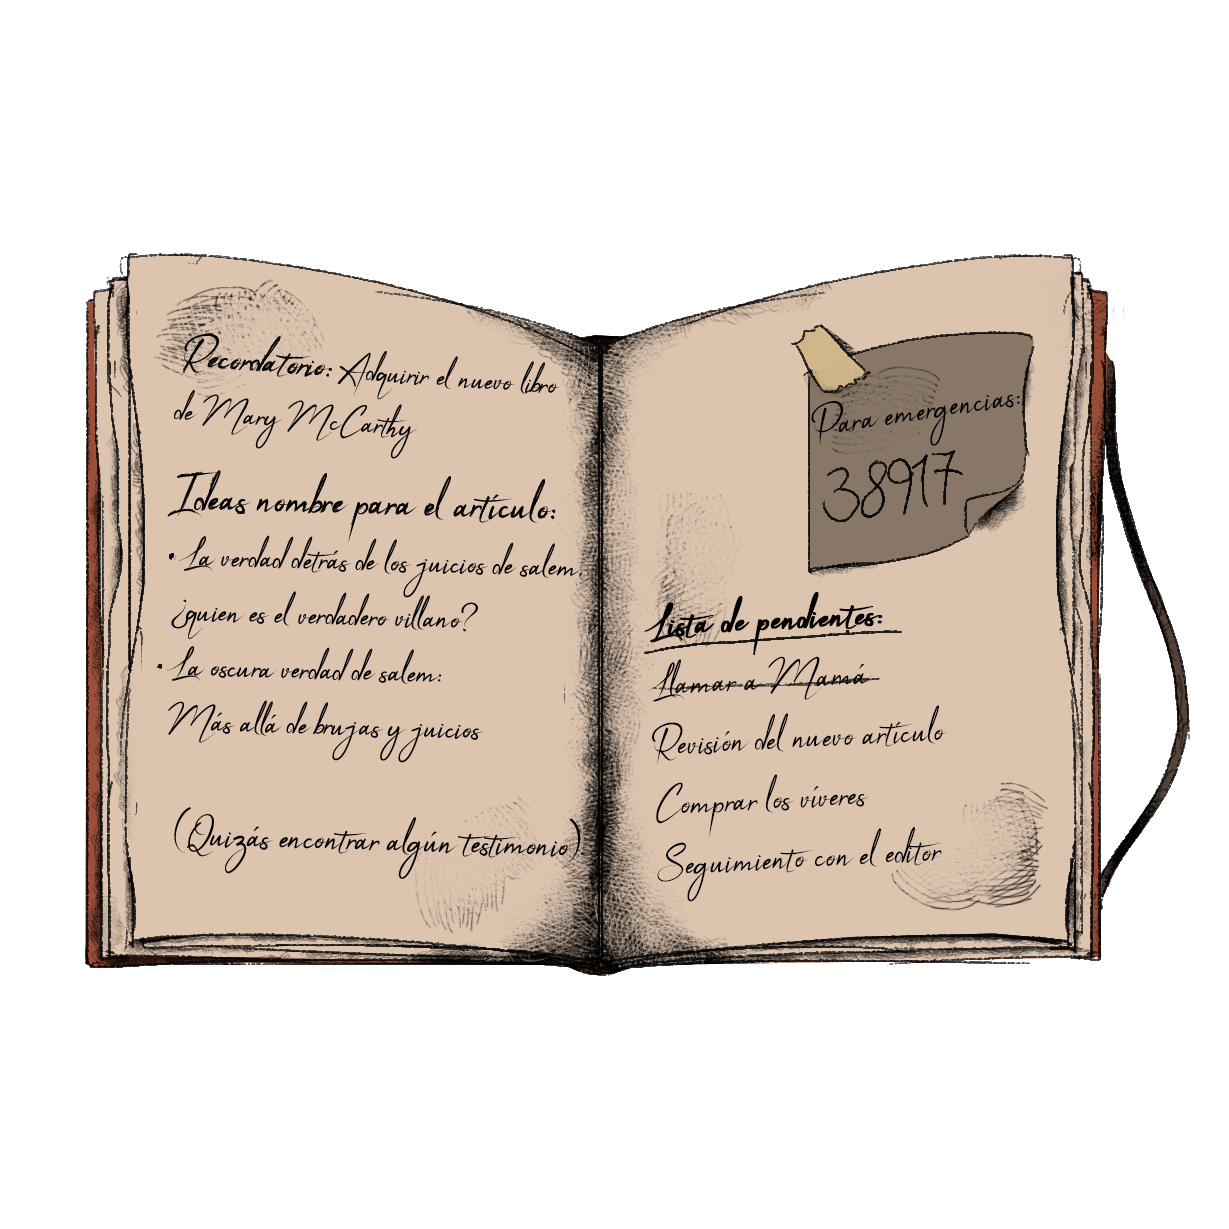 Recordatorio: Adquirir el nuevo libro
de Mary McCarthy
Ideas nombre para el artículo:
• La verdad detrás de los juicios de salem.
¿quien es el verdadero villano?
• La oscura verdad de salem:
Más allá de brujas y juicios
(Quizás encontrar algún testimonio)
Para emergencias:
38917
Lista de pendientes:
Llamar a Mamá
Revisión del nuevo artículo
Comprar los víveres
Seguimiento con el editor